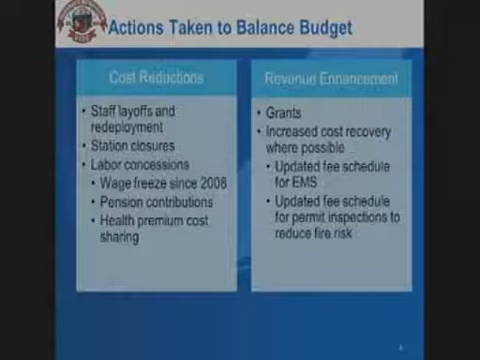 Actions Taken to Balance Budget
Cost Reductions
• Staff layoffs and
redeployment
• Station closures
• Labor concessions
• Wage freeze since 2008
• Pension contributions
• Health premium cost
sharing
Revenue Enhancement
• Grants
• Increased cost recovery
where possible
• Updated fee schedule
for EMS
• Updated fee schedule
for permit inspections to
reduce fire risk